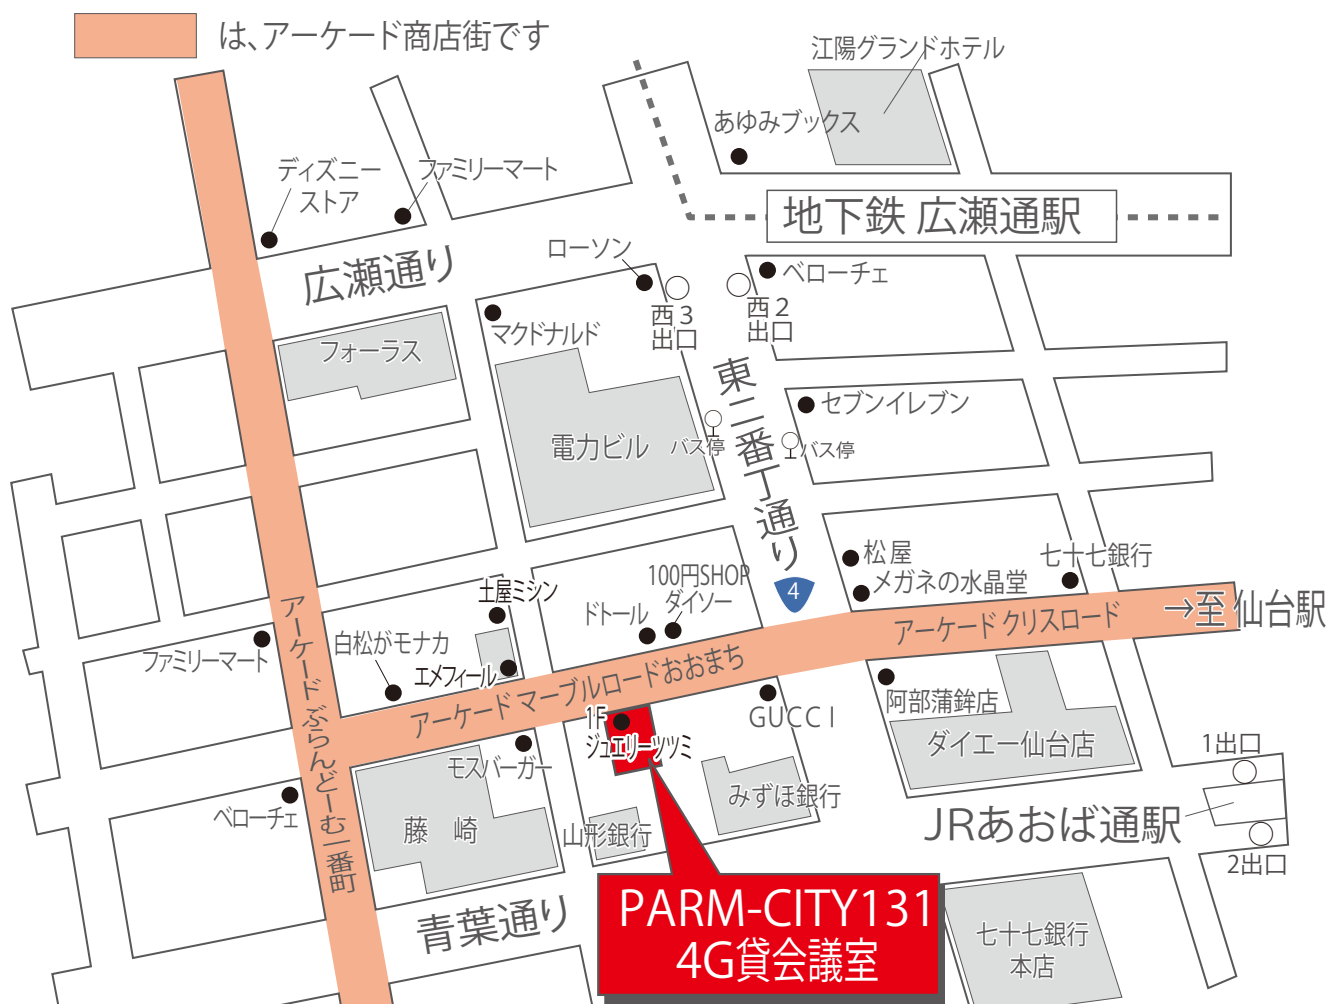 は、アーケード商店街です
江陽グランドホテル
あゆみブックス
ディズニー
ストア
ファミリーマート
地下鉄 広瀬通駅
広瀬通り
ローソン
ベローチェ
西3
出口
西2
出口
マクドナルド
フォーラス
東二番丁通り
セブンイレブン
電力ビル
バス停
バス停
松屋
七十七銀行
メガネの水晶堂
4
100円SHOP
ダイソー
ドトール
土屋ミシン
アーケード クリスロード
→至 仙台駅
白松がモナカ
ファミリーマート
エメフィール
アーケード マーブルロードおおまち
アーケード ぶらんどーむ一番町
阿部蒲鉾店
GUCCI
1F
ジュエリーツツミ
ダイエー仙台店
モスバーガー
1出口
みずほ銀行
ベローチェ
藤崎
山形銀行
JRあおば通駅
2出口
青葉通り
PARM-CITY131
4G貸会議室
七十七銀行
本店